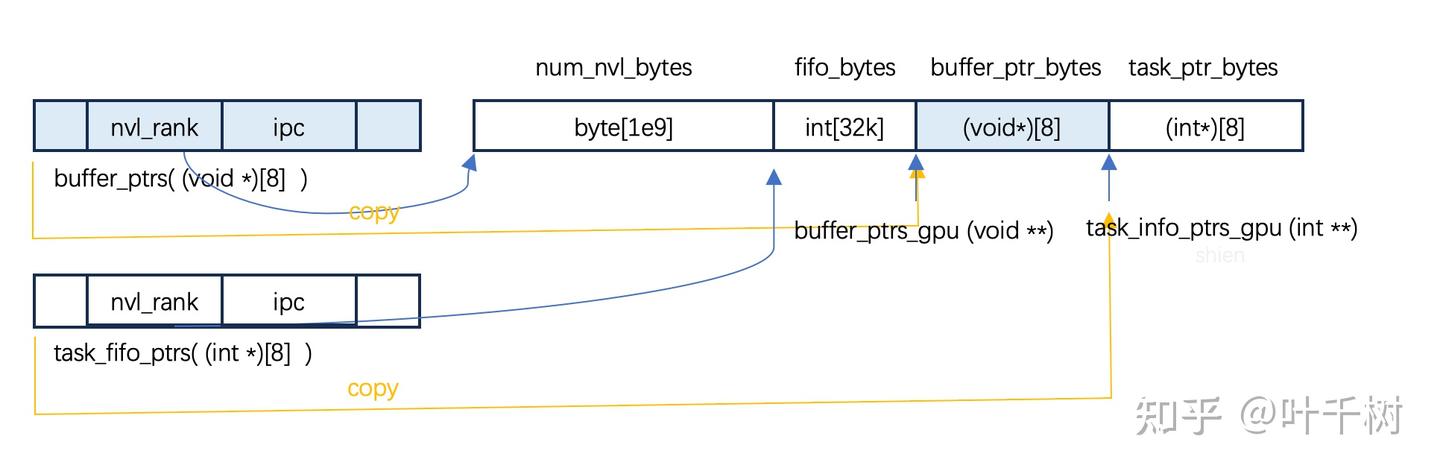 num_nvl_bytes fifo_bytes buffer_ptr_bytes task_ptr_bytes
nvl_rank ipc byte[1e9] int[32k] (void*)[8] (int*)[8]
buffer_ptrs( (void *)[8] )
copy
buffer_ptrs_gpu (void **) task_info_ptrs_gpu (int **)
shien
nvl_rank ipc
task_fifo_ptrs( (int *)[8] )
copy
知乎 @叶千树